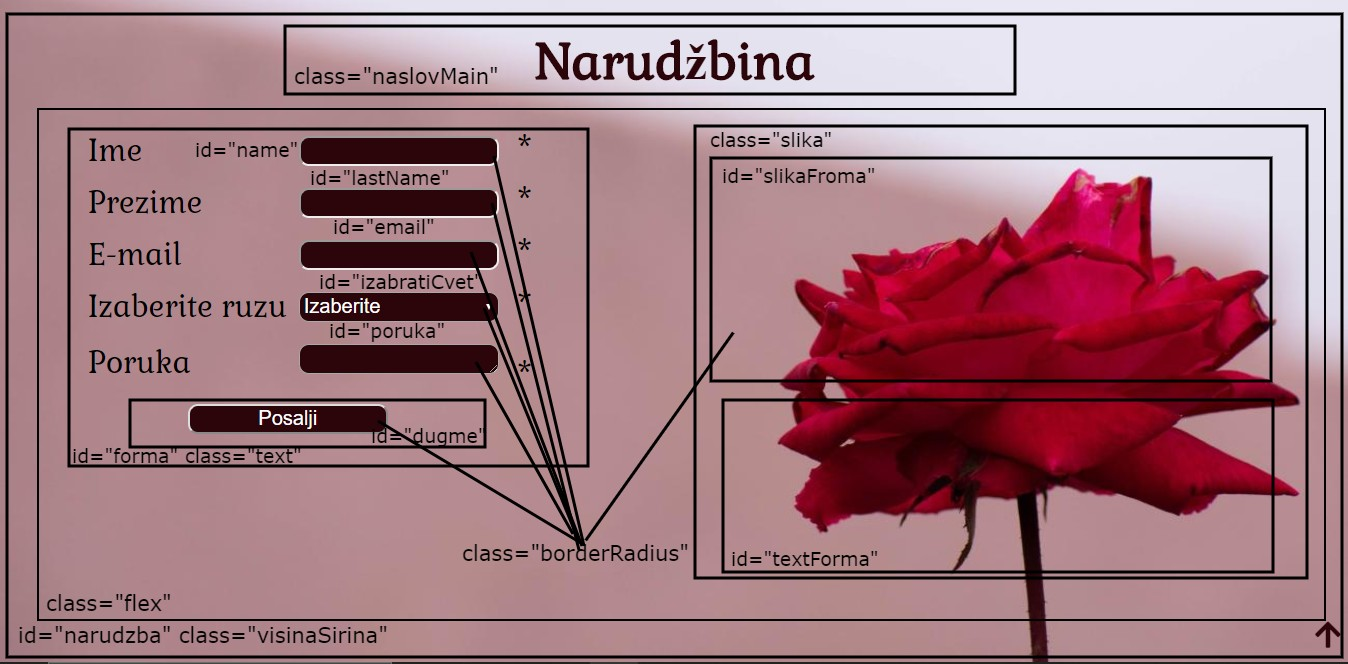 Narudžbina
class="naslovMain"
class="slika"
Ime id="name" *
id="slikaFroma"
id="lastName"
Prezime *
id="email"
E-mail *
id="izabratiCvet"
Izaberite ruzu Izaberite *
id="poruka"
Poruka *
Posalji
id="dugme"
id="forma" class="text"
class="borderRadius"
id="textForma"
class="flex"
id="narudzba" class="visinaSirina"